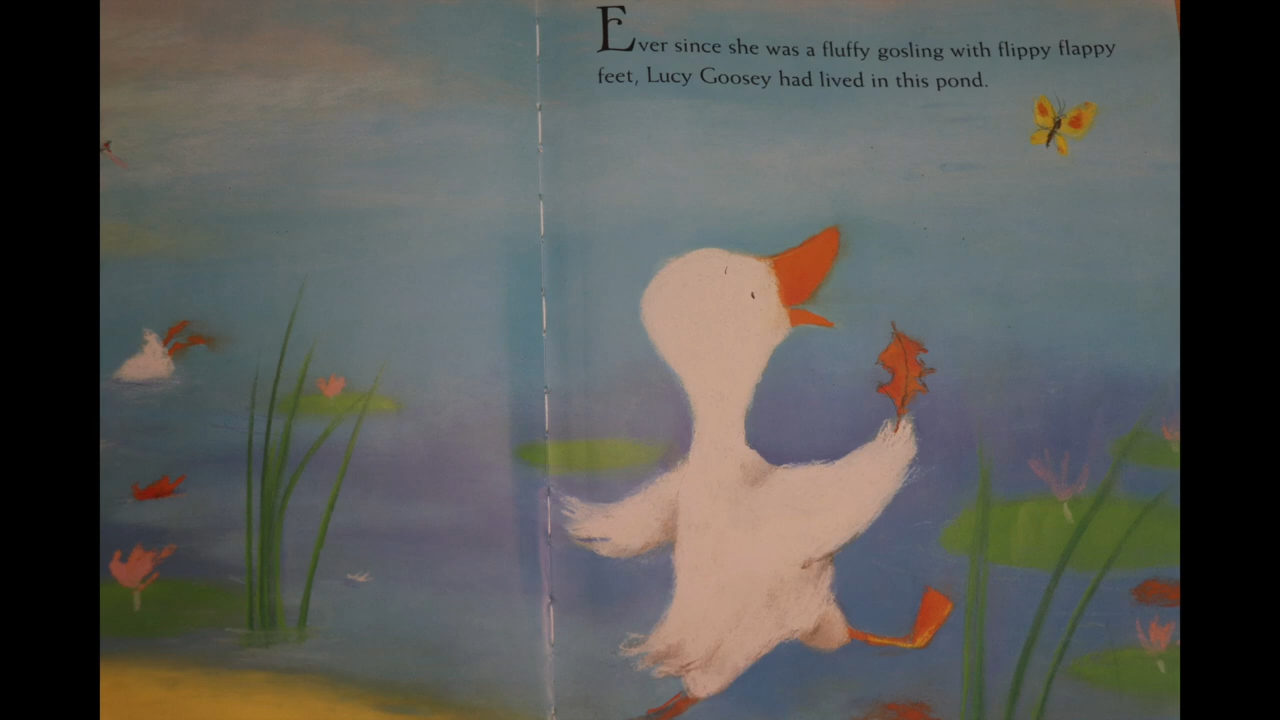 Ever since she was a fluffy gosling with flippy flappy
feet, Lucy Goosey had lived in this pond.